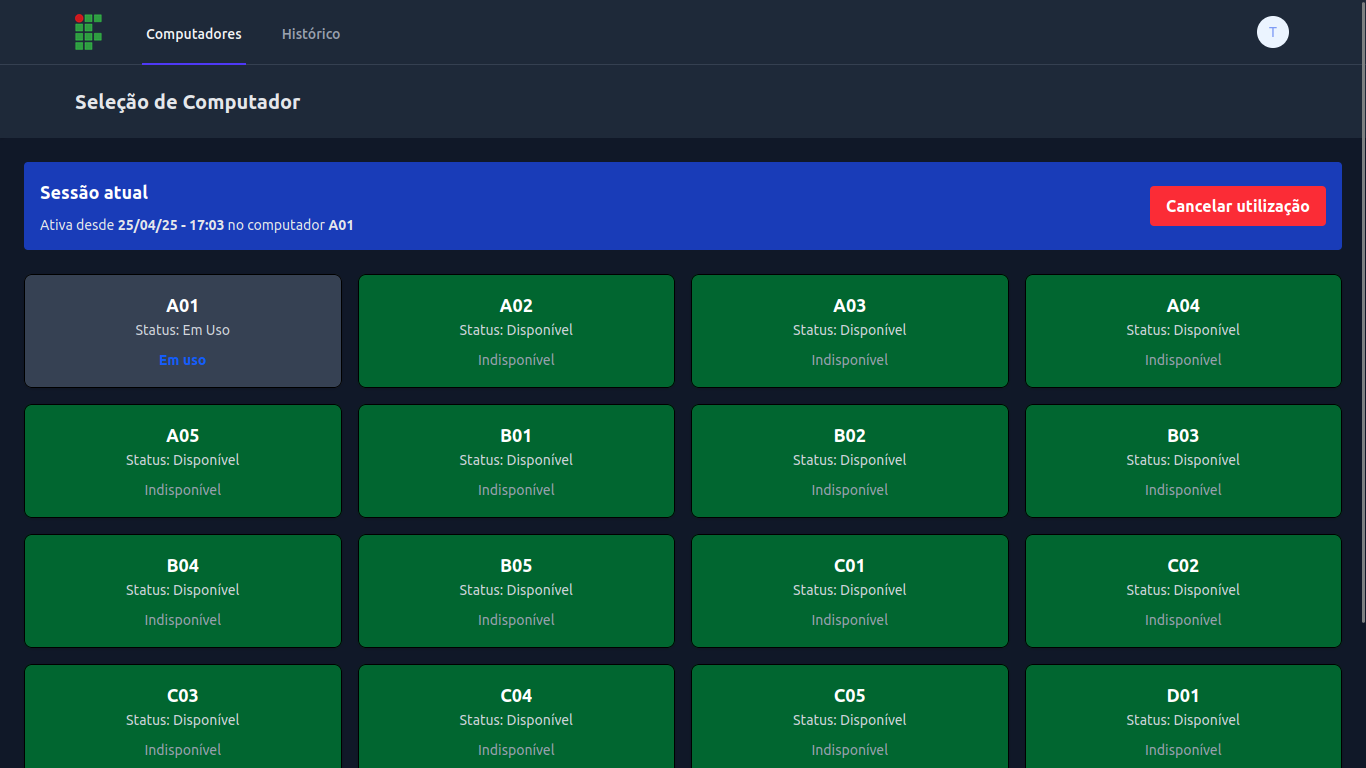 Computadores Histórico T
Seleção de Computador
Sessão atual
Ativa desde 25/04/25 - 17:03 no computador A01
Cancelar utilização
A01
Status: Em Uso
Em uso
A02
Status: Disponível
Indisponível
A03
Status: Disponível
Indisponível
A04
Status: Disponível
Indisponível
A05
Status: Disponível
Indisponível
B01
Status: Disponível
Indisponível
B02
Status: Disponível
Indisponível
B03
Status: Disponível
Indisponível
B04
Status: Disponível
Indisponível
B05
Status: Disponível
Indisponível
C01
Status: Disponível
Indisponível
C02
Status: Disponível
Indisponível
C03
Status: Disponível
Indisponível
C04
Status: Disponível
Indisponível
C05
Status: Disponível
Indisponível
D01
Status: Disponível
Indisponível